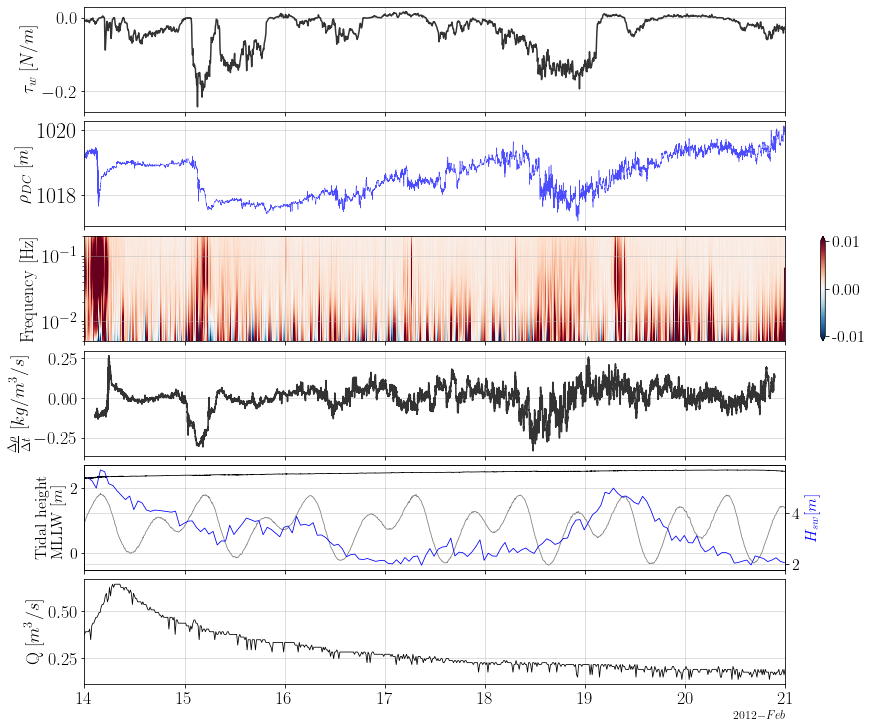 τw [N/m]
0.0
−0.2
ρDC [m]
1020
1018
Frequency [Hz]
10−1
10−2
0.01
0.00
−0.01
Δρ/Δt [kg/m3/s]
0.25
0.00
−0.25
Tidal height
MLLW [m]
2
0
4
2
Hsw[m]
Q [m3/s]
0.50
0.25
14 15 16 17 18 19 20 21
2012−Feb